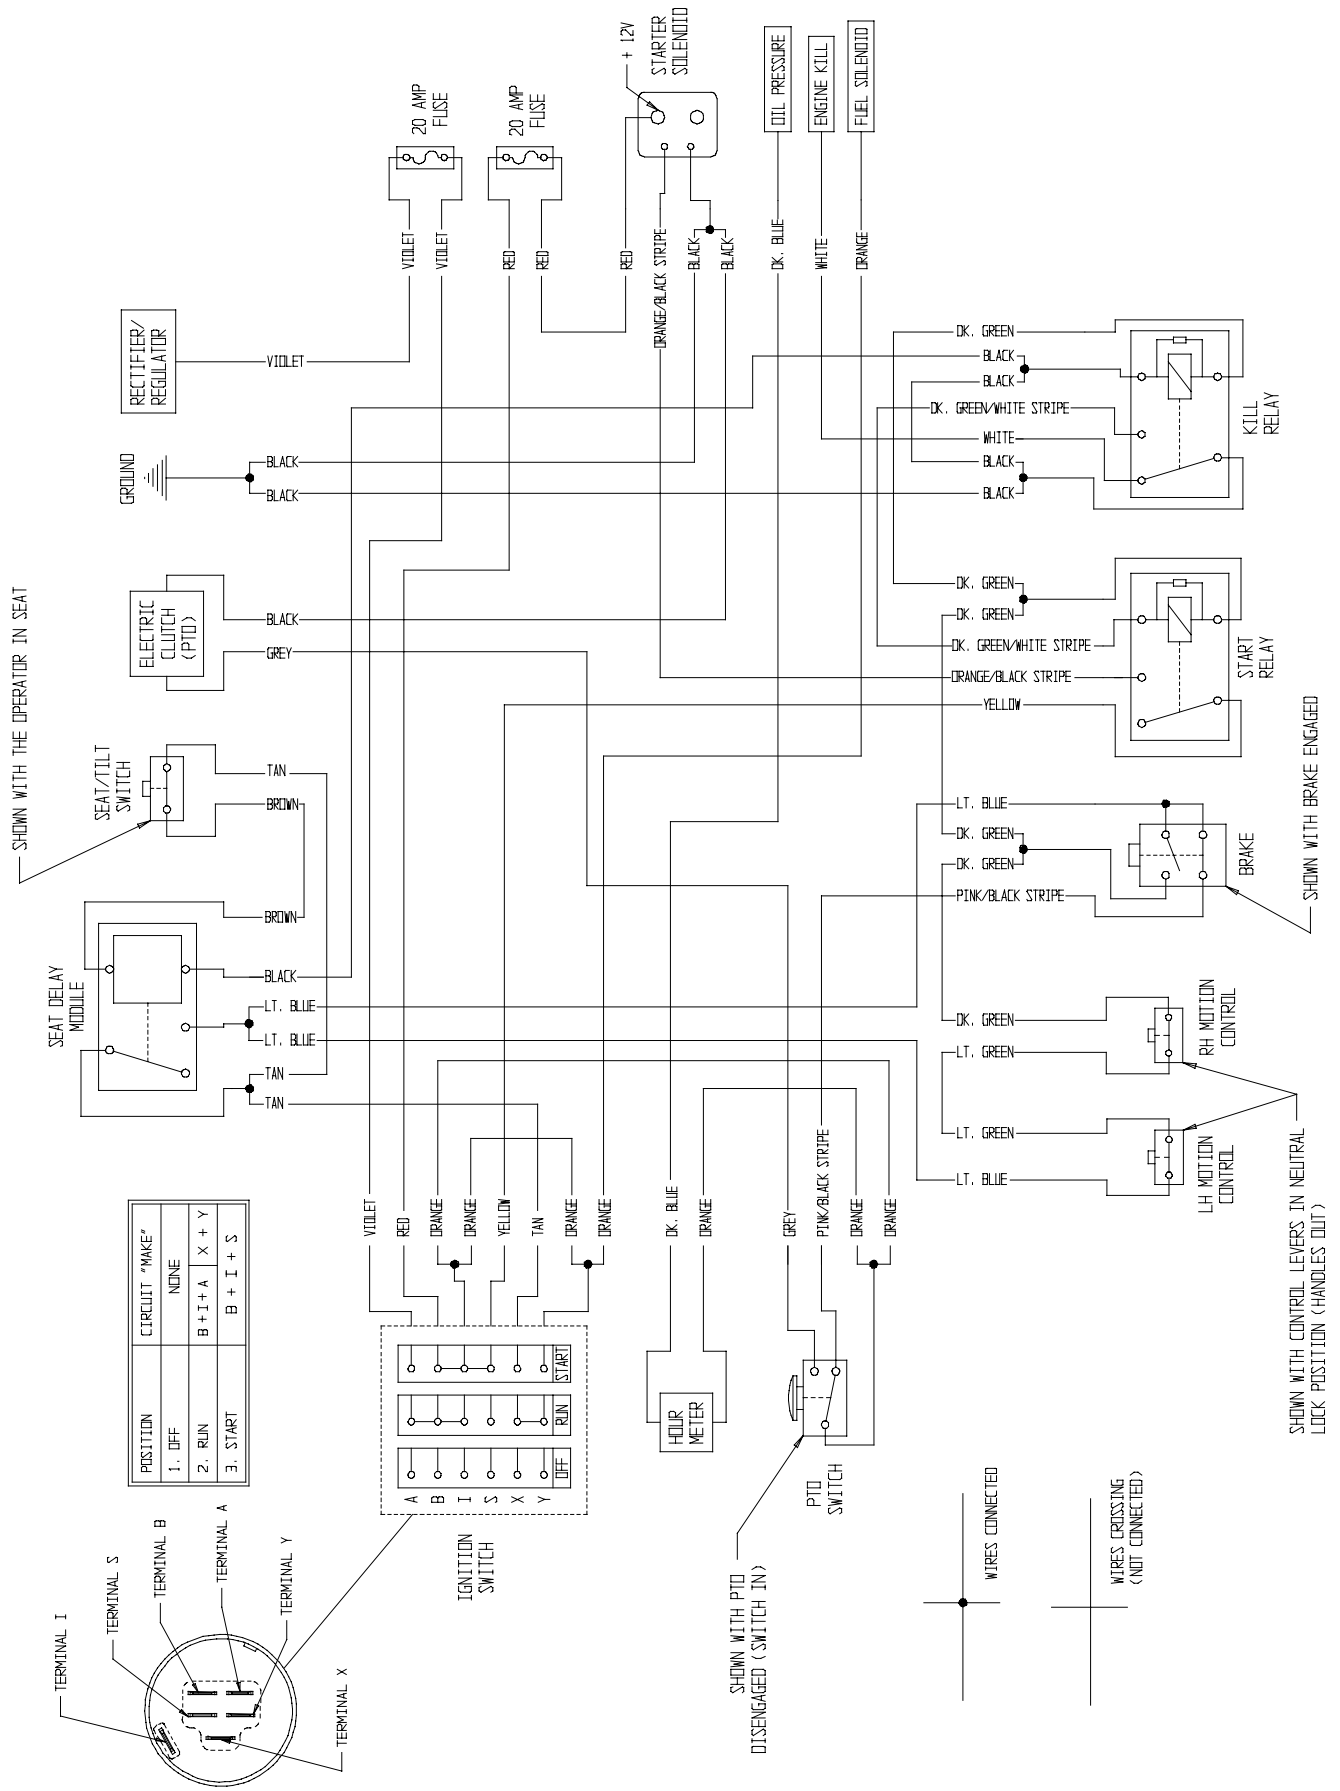 SHOWN WITH THE OPERATOR IN SEAT
SEAT/TILT
SWITCH
SEAT DELAY
MODULE
ELECTRIC
CLUTCH
(PTO)
GROUND
RECTIFIER/
REGULATOR
20 AMP
FUSE
20 AMP
FUSE
+ 12V
STARTER
SOLENOID
OIL PRESSURE
ENGINE KILL
FUEL SOLENOID
VIOLET
VIOLET
RED
RED
RED
ORANGE/BLACK STRIPE
BLACK
BLACK
DK. BLUE
WHITE
ORANGE
VIOLET
BLACK
BLACK
BLACK
GREY
TAN
BROWN
BROWN
BLACK
LT. BLUE
LT. BLUE
TAN
TAN
DK. GREEN
BLACK
BLACK
DK. GREEN/WHITE STRIPE
WHITE
BLACK
BLACK
KILL
RELAY
DK. GREEN
DK. GREEN
DK. GREEN/WHITE STRIPE
ORANGE/BLACK STRIPE
YELLOW
START
RELAY
LT. BLUE
DK. GREEN
DK. GREEN
PINK/BLACK STRIPE
BRAKE
SHOWN WITH BRAKE ENGAGED
DK. GREEN
LT. GREEN
RH MOTION
CONTROL
LT. GREEN
LT. BLUE
LH MOTION
CONTROL
SHOWN WITH CONTROL LEVERS IN NEUTRAL
LOCK POSITION (HANDLES OUT)
VIOLET
RED
ORANGE
ORANGE
YELLOW
TAN
ORANGE
ORANGE
DK. BLUE
ORANGE
GREY
PINK/BLACK STRIPE
ORANGE
ORANGE
POSITION CIRCUIT "MAKE"
1. OFF NONE
2. RUN B+I+A X + Y
3. START B + I + S
START
RUN
OFF
A
B
I
S
X
Y
IGNITION
SWITCH
HOUR
METER
PTO
SWITCH
SHOWN WITH PTO
DISENGAGED (SWITCH IN)
TERMINAL I
TERMINAL S
TERMINAL B
TERMINAL A
TERMINAL Y
TERMINAL X
WIRES CONNECTED
WIRES CROSSING
(NOT CONNECTED)